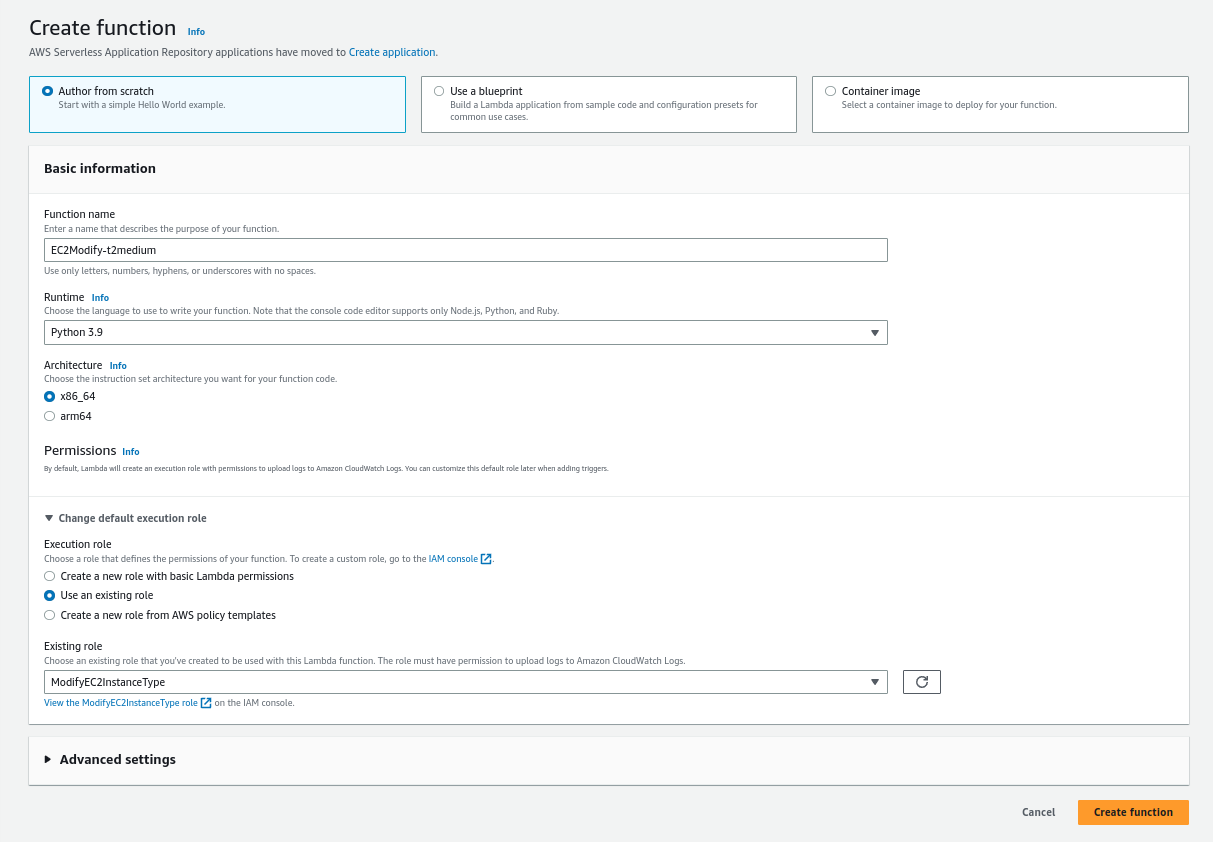 Create function Info
AWS Serverless Application Repository applications have moved to Create application.
Author from scratch
Start with a simple Hello World example.
Use a blueprint
Build a Lambda application from sample code and configuration presets for
common use cases.
Container image
Select a container image to deploy for your function.
Basic information
Function name
Enter a name that describes the purpose of your function.
EC2Modify-t2medium
Use only letters, numbers, hyphens, or underscores with no spaces.
Runtime Info
Choose the language to use to write your function. Note that the console code editor supports only Node.js, Python, and Ruby.
Python 3.9
Architecture Info
Choose the instruction set architecture you want for your function code.
x86_64
arm64
Permissions Info
By default, Lambda will create an execution role with permissions to upload logs to Amazon CloudWatch Logs. You can customize this default role later when adding triggers.
Change default execution role
Execution role
Choose a role that defines the permissions of your function. To create a custom role, go to the IAM console.
Create a new role with basic Lambda permissions
Use an existing role
Create a new role from AWS policy templates
Existing role
Choose an existing role that you've created to be used with this Lambda function. The role must have permission to upload logs to Amazon CloudWatch Logs.
ModifyEC2InstanceType
View the ModifyEC2InstanceType role on the IAM console.
Advanced settings
Cancel
Create function